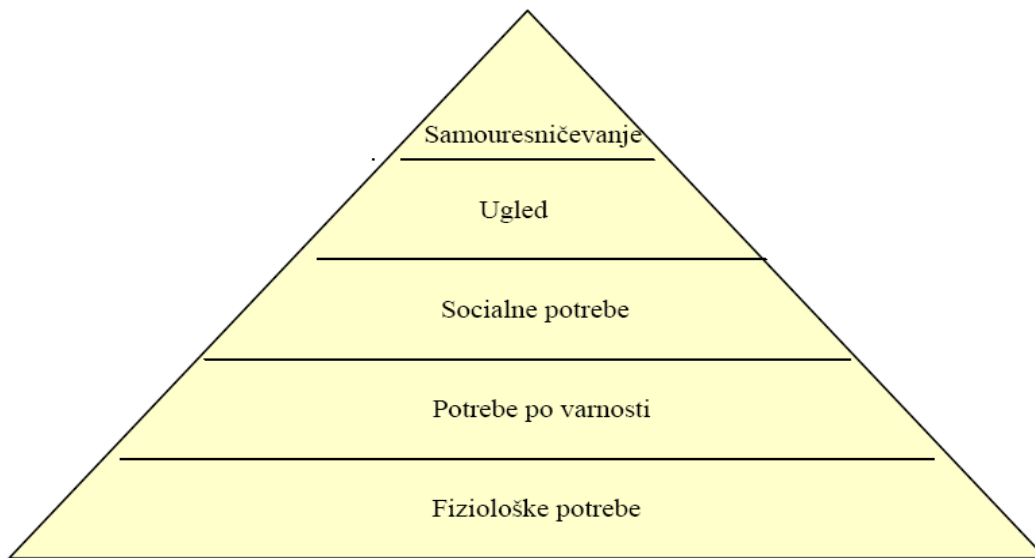 Samouresničevanje
Ugled
Socialne potrebe
Potrebe po varnosti
Fiziološke potrebe